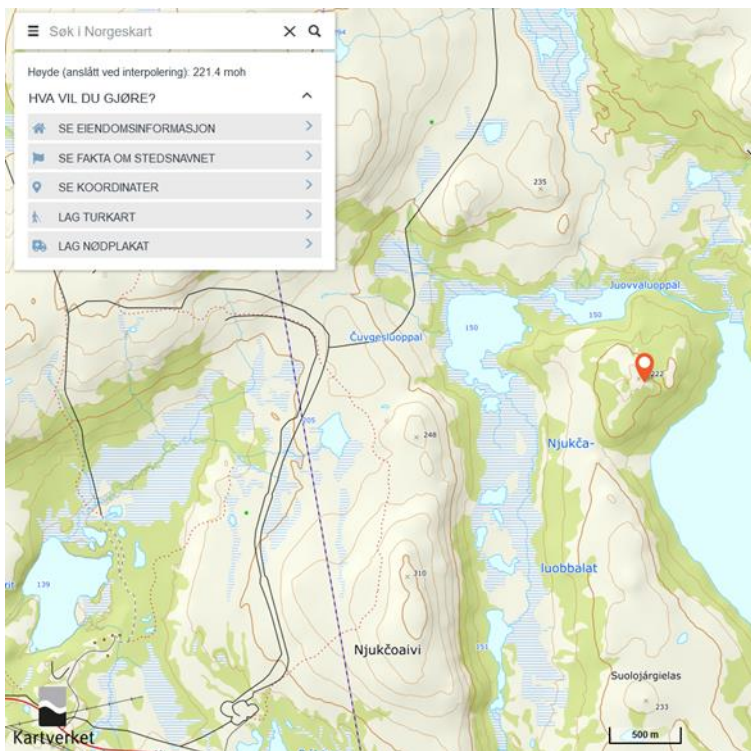 Søk i Norgeskart
Høyde (anslått ved interpolering): 221.4 moh
HVA VIL DU GJØRE?
SE EIENDOMSINFORMASJON
SE FAKTA OM STEDSNAVNET
SE KOORDINATER
LAG TURKART
LAG NØDPLAKAT
235
Juovvaluoppal
150
150
Čuvgesluoppal
222
205
248
Njukča-
luobbalat
310
139
151
Njukčoaivi
Suolojárgielas
233
Kartverket
500 m